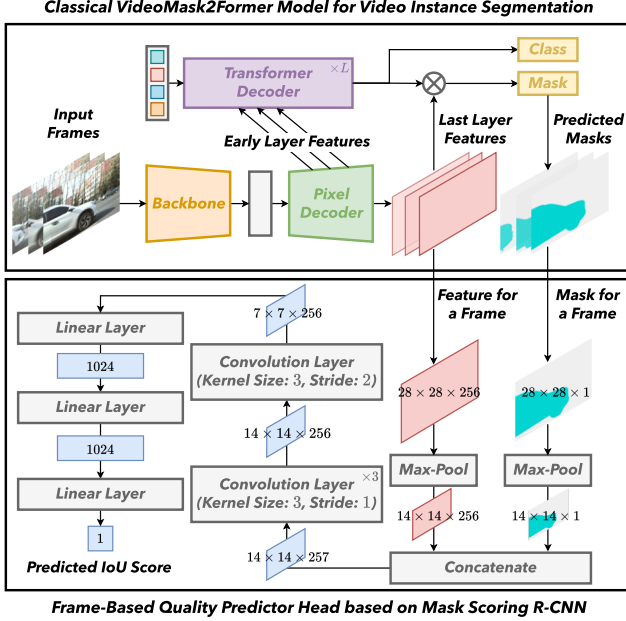 Classical VideoMask2Former Model for Video Instance Segmentation
Input
Frames
Transformer
Decoder
×L
Class
Mask
Early Layer Features
Last Layer
Features
Predicted
Masks
Backbone
Pixel
Decoder
Feature for
a Frame
Mask for
a Frame
7 × 7 × 256
Linear Layer
1024
Linear Layer
1024
Linear Layer
1
Predicted IoU Score
Convolution Layer
(Kernel Size: 3, Stride: 2)
14 × 14 × 256
Convolution Layer
(Kernel Size: 3, Stride: 1)
×3
14 × 14 × 257
28 × 28 × 256
28 × 28 × 1
Max-Pool
Max-Pool
14 × 14 × 256
14 × 14 × 1
Concatenate
Frame-Based Quality Predictor Head based on Mask Scoring R-CNN